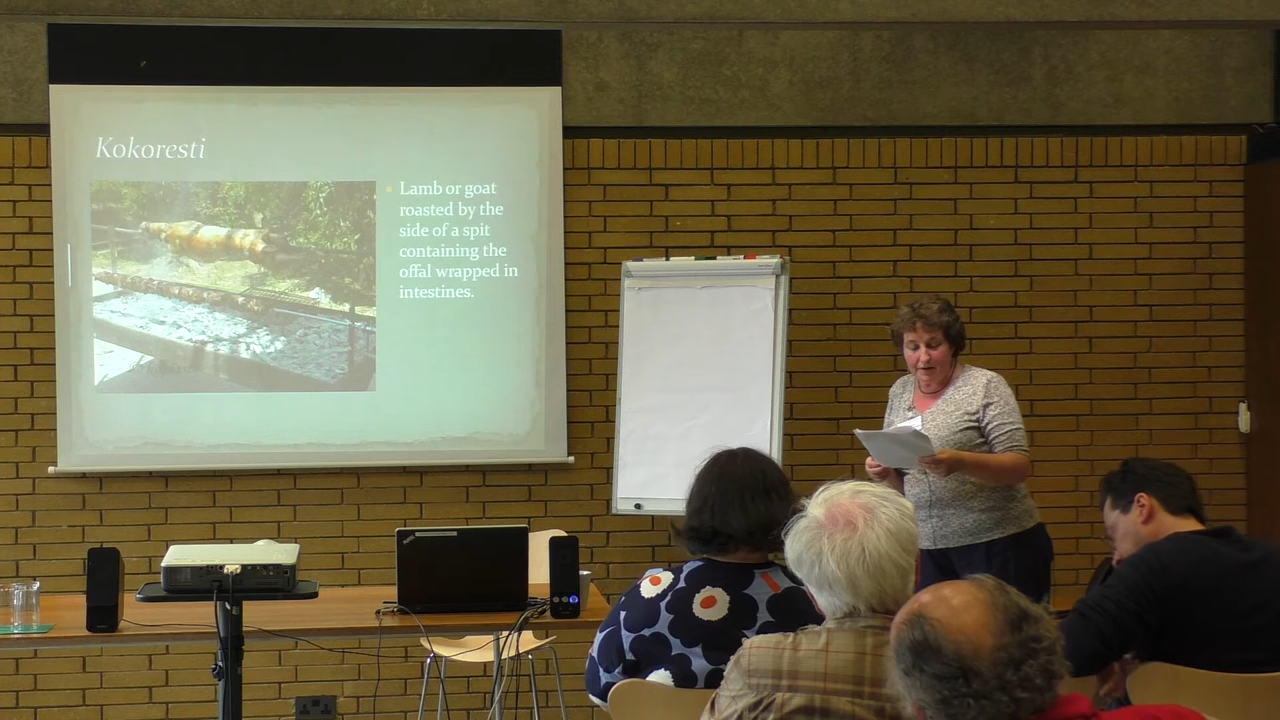 Kokoresti
Lamb or goat
roasted by the
side of a spit
containing the
offal wrapped in
intestines.